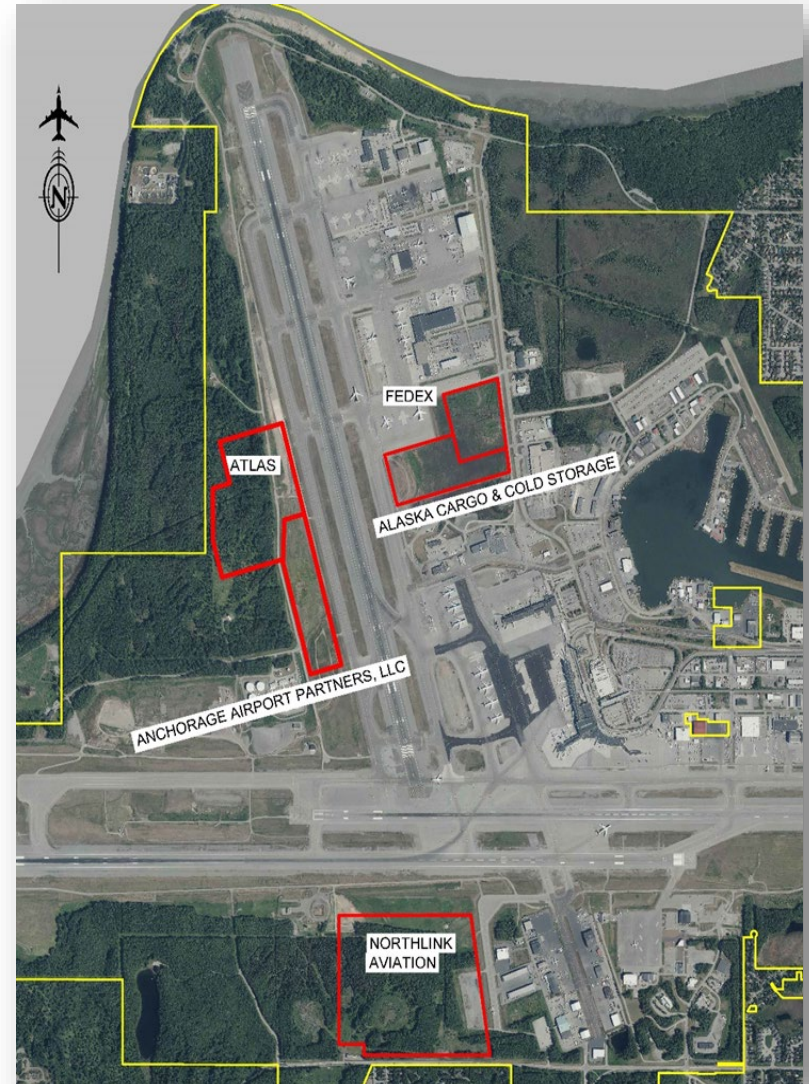 N
FEDEX
ATLAS
ALASKA CARGO & COLD STORAGE
ANCHORAGE AIRPORT PARTNERS, LLC
NORTHLINK
AVIATION